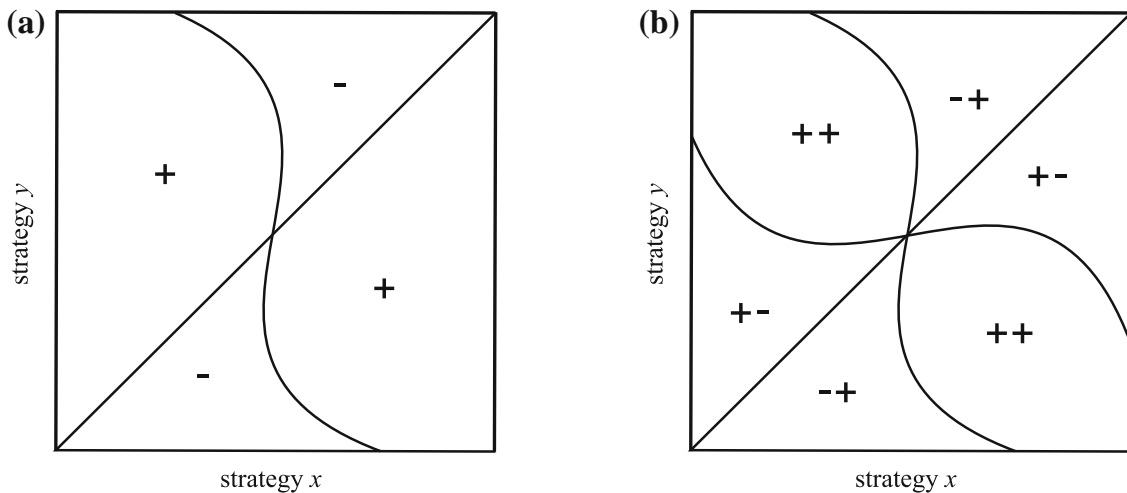 (a)
-
+
+
-
strategy y
strategy x
(b)
-+
++
+-
+-
++
-+
strategy y
strategy x